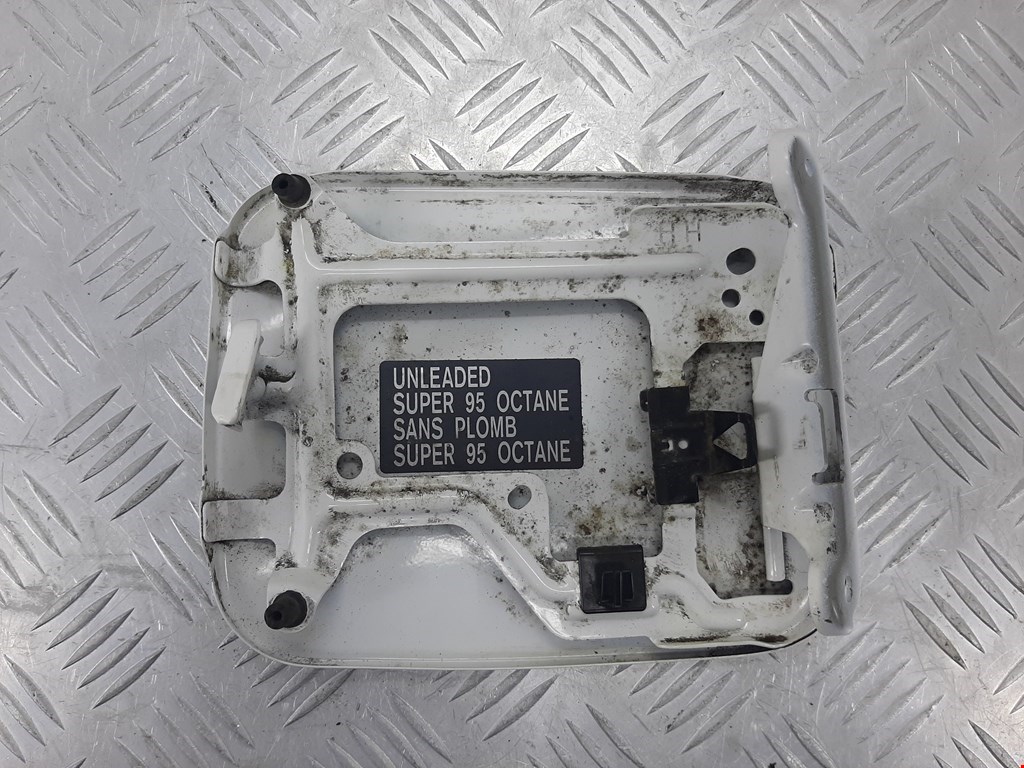 UNLEADED
SUPER 95 OCTANE
SANS PLOMB
SUPER 95 OCTANE